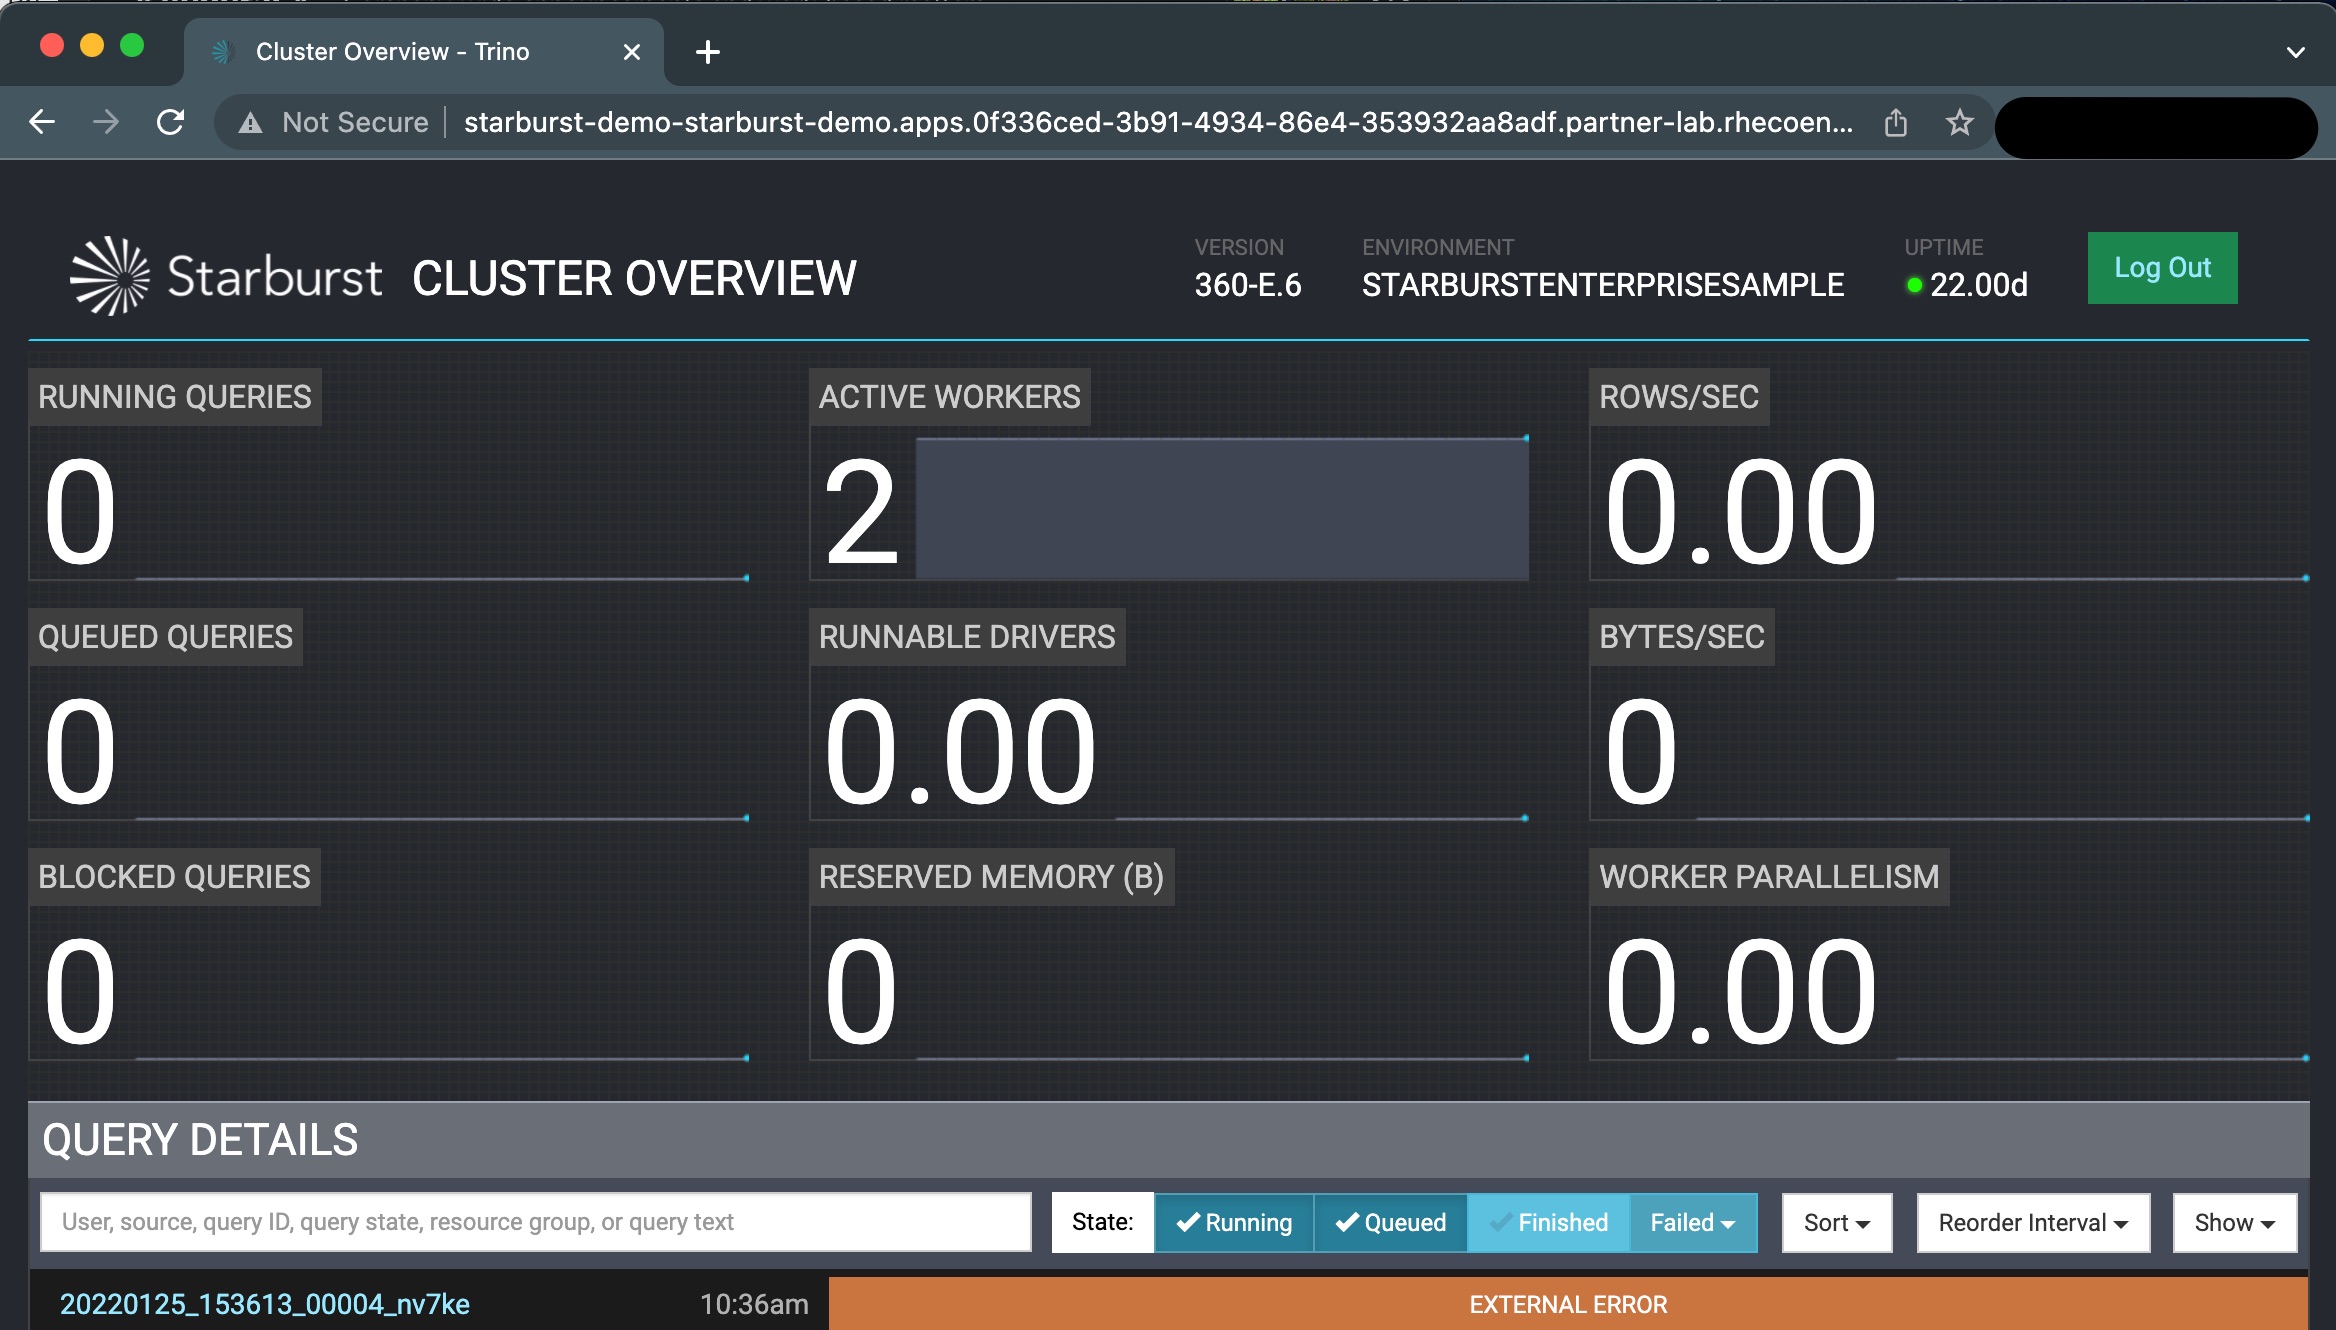 Cluster Overview - Trino
Not Secure
starburst-demo-starburst-demo.apps.0f336ced-3b91-4934-86e4-353932aa8adf.partner-lab.rhecoen...
Starburst CLUSTER OVERVIEW
VERSION
360-E.6
ENVIRONMENT
STARBURSTENTERPRISESAMPLE
UPTIME
22.00d
Log Out
RUNNING QUERIES
0
ACTIVE WORKERS
2
ROWS/SEC
0.00
QUEUED QUERIES
0
RUNNABLE DRIVERS
0.00
BYTES/SEC
0
BLOCKED QUERIES
0
RESERVED MEMORY (B)
0
WORKER PARALLELISM
0.00
QUERY DETAILS
User, source, query ID, query state, resource group, or query text
State: Running Queued Finished Failed
Sort
Reorder Interval
Show
20220125_153613_00004_nv7ke 10:36am EXTERNAL ERROR